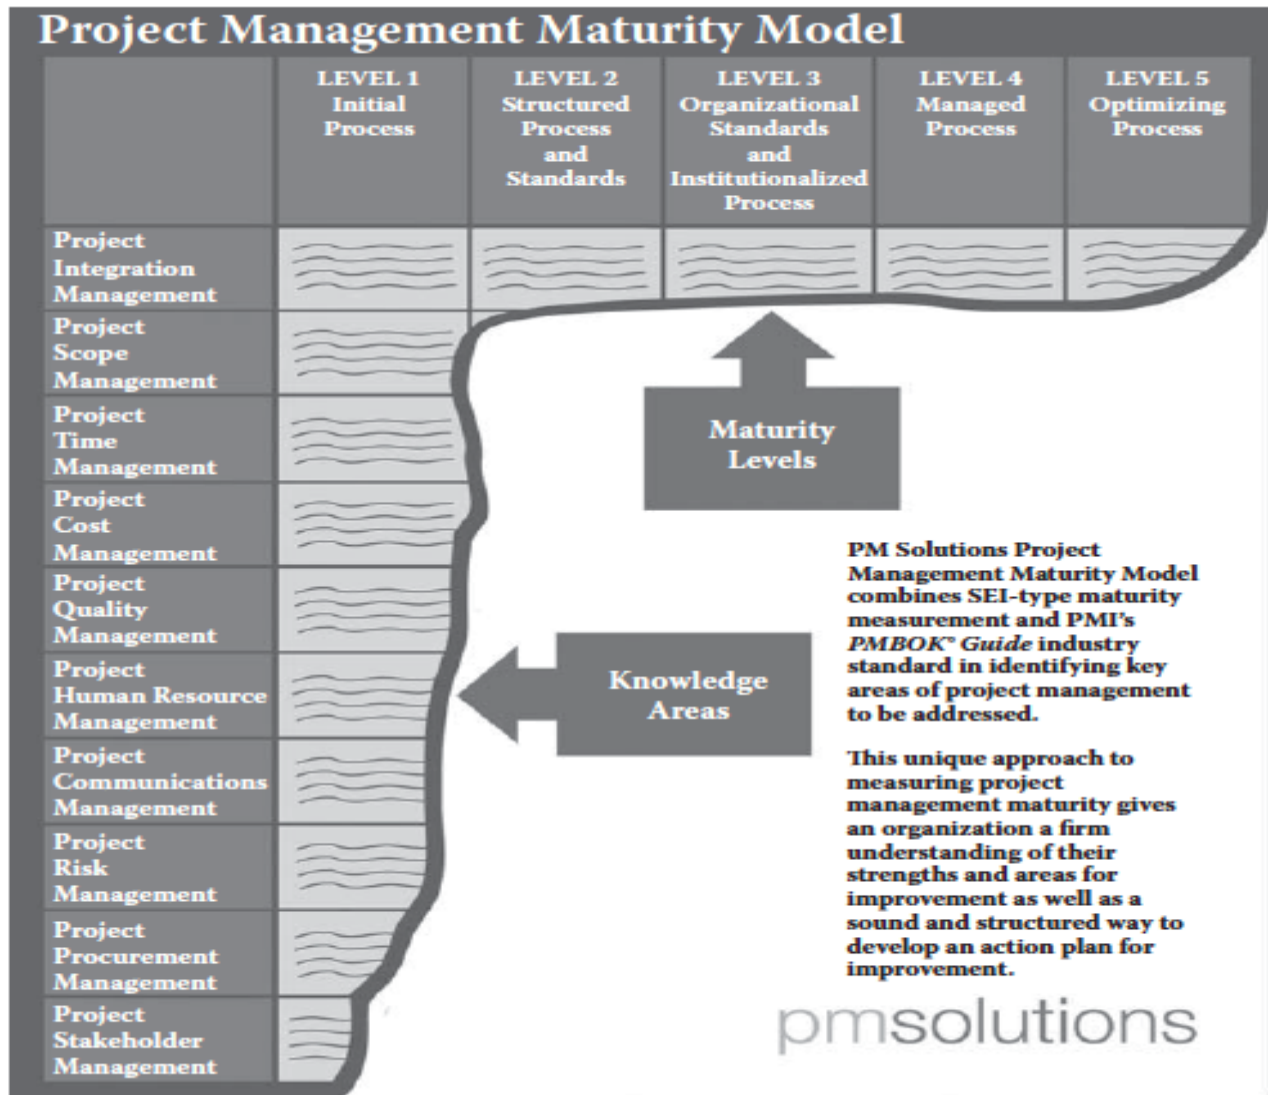 Project Management Maturity Model
LEVEL 1
Initial
Process
LEVEL 2
Structured
Process
and
Standards
LEVEL 3
Organizational
Standards
and
Institutionalized
Process
LEVEL 4
Managed
Process
LEVEL 5
Optimizing
Process
Project
Integration
Management
Project
Scope
Management
Project
Time
Management
Project
Cost
Management
Project
Quality
Management
Project
Human Resource
Management
Project
Communications
Management
Project
Risk
Management
Project
Procurement
Management
Project
Stakeholder
Management
Maturity
Levels
Knowledge
Areas
PM Solutions Project
Management Maturity Model
combines SEI-type maturity
measurement and PMI's
PMBOK® Guide industry
standard in identifying key
areas of project management
to be addressed.
This unique approach to
measuring project
management maturity gives
an organization a firm
understanding of their
strengths and areas for
improvement as well as a
sound and structured way to
develop an action plan for
improvement.
pmsolutions